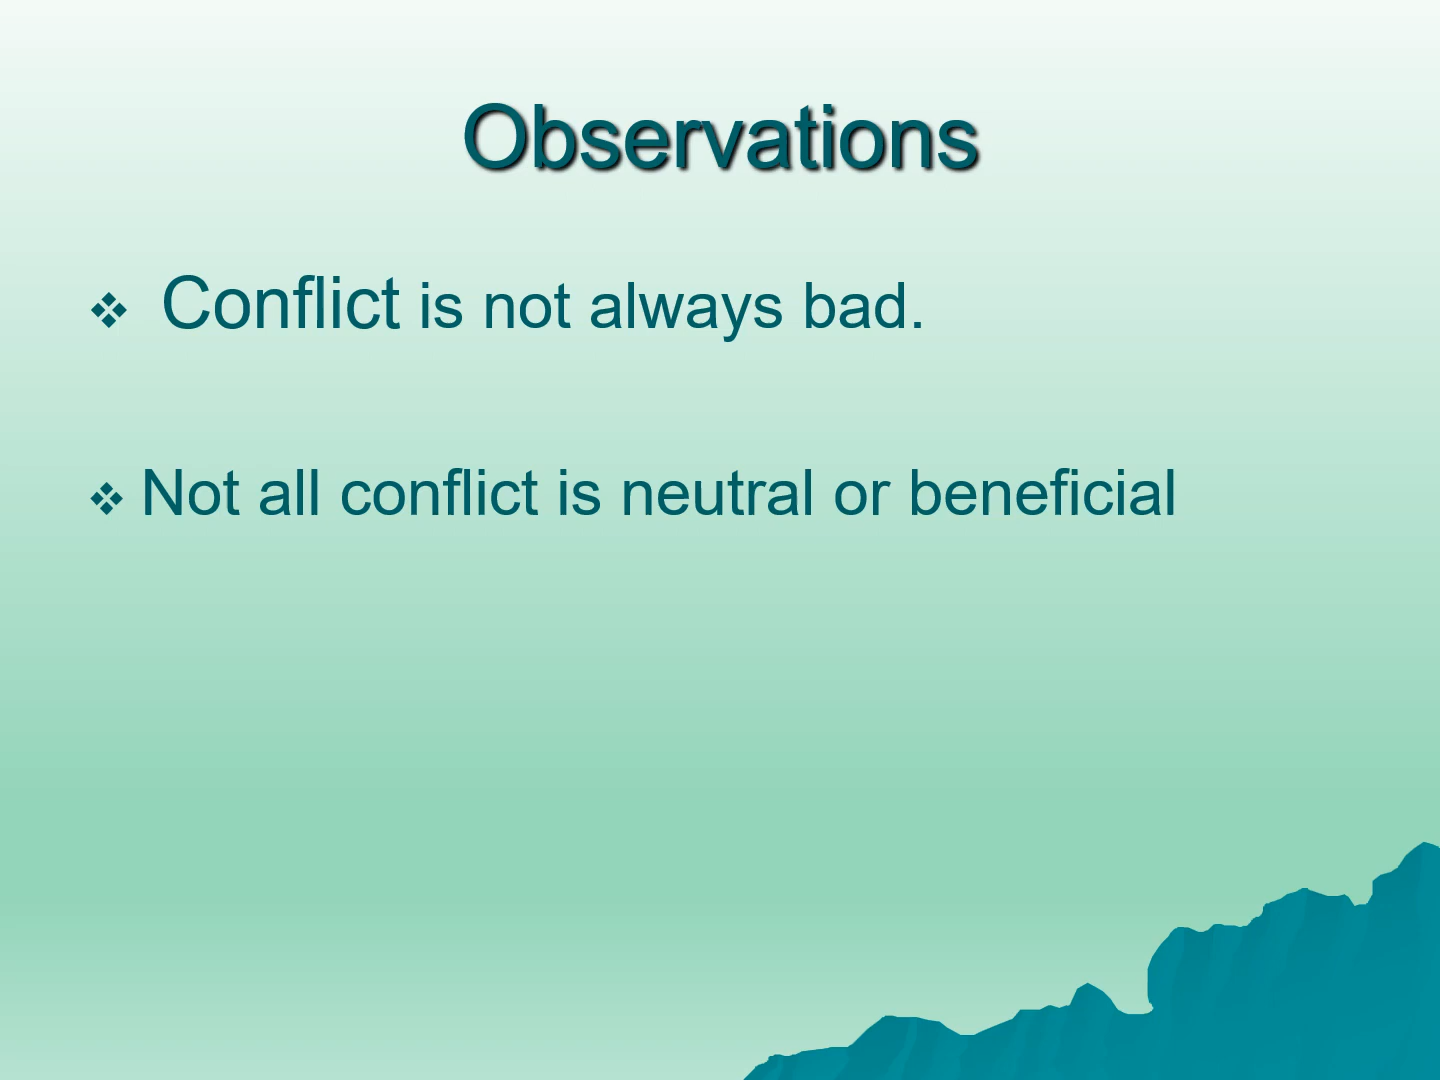 Observations
❖ Conflict is not always bad.
❖ Not all conflict is neutral or beneficial